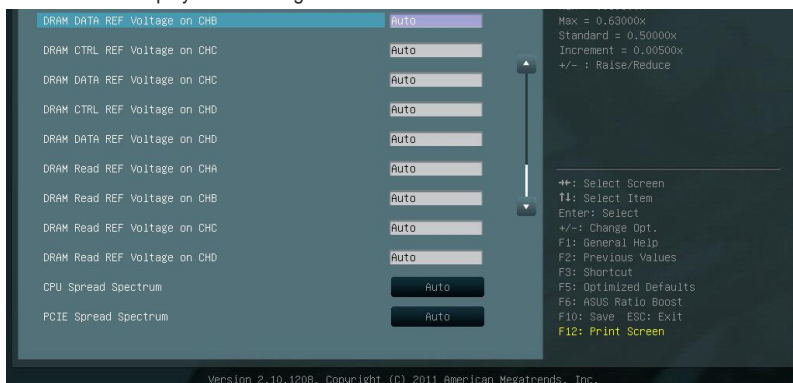 DRAM DATA REF Voltage on CHB Auto
DRAM CTRL REF Voltage on CHC Auto
DRAM DATA REF Voltage on CHC Auto
DRAM CTRL REF Voltage on CHD Auto
DRAM DATA REF Voltage on CHD Auto
DRAM Read REF Voltage on CHA Auto
DRAM Read REF Voltage on CHB Auto
DRAM Read REF Voltage on CHC Auto
DRAM Read REF Voltage on CHD Auto
CPU Spread Spectrum Auto
PCIE Spread Spectrum Auto
Max = 0.63000x
Standard = 0.50000x
Increment = 0.00500x
+/- : Raise/Reduce
→←: Select Screen
↑↓: Select Item
Enter: Select
+/-: Change Opt.
F1: General Help
F2: Previous Values
F3: Shortcut
F5: Optimized Defaults
F6: ASUS Ratio Boost
F10: Save ESC: Exit
F12: Print Screen
Version 2.10.1208. Copyright (C) 2011 American Megatrends, Inc.